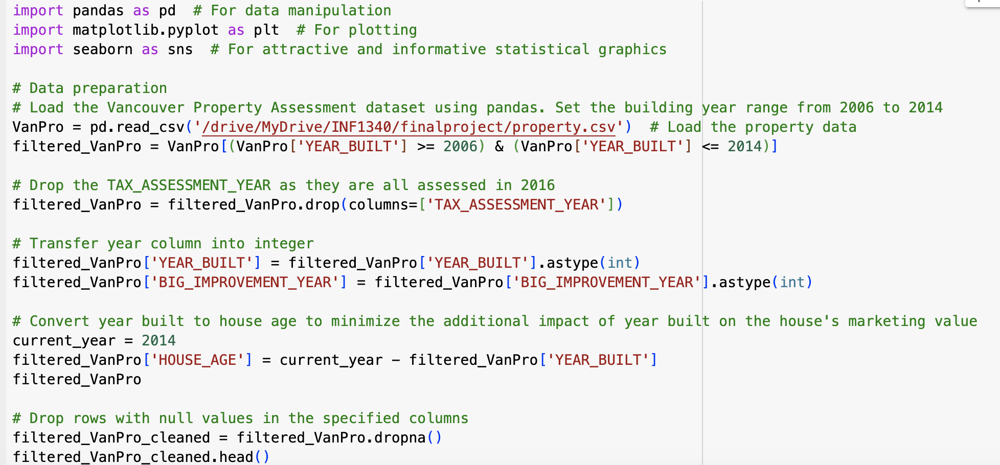 import pandas as pd  # For data manipulation
import matplotlib.pyplot as plt  # For plotting
import seaborn as sns  # For attractive and informative statistical graphics
# Data preparation
# Load the Vancouver Property Assessment dataset using pandas. Set the building year range from 2006 to 2014
VanPro = pd.read_csv('/drive/MyDrive/INF1340/finalproject/property.csv')  # Load the property data
filtered_VanPro = VanPro[(VanPro['YEAR_BUILT'] >= 2006) & (VanPro['YEAR_BUILT'] <= 2014)]
# Drop the TAX_ASSESSMENT_YEAR as they are all assessed in 2016
filtered_VanPro = filtered_VanPro.drop(columns=['TAX_ASSESSMENT_YEAR'])
# Transfer year column into integer
filtered_VanPro['YEAR_BUILT'] = filtered_VanPro['YEAR_BUILT'].astype(int)
filtered_VanPro['BIG_IMPROVEMENT_YEAR'] = filtered_VanPro['BIG_IMPROVEMENT_YEAR'].astype(int)
# Convert year built to house age to minimize the additional impact of year built on the house's marketing value
current_year = 2014
filtered_VanPro['HOUSE_AGE'] = current_year - filtered_VanPro['YEAR_BUILT']
filtered_VanPro
# Drop rows with null values in the specified columns
filtered_VanPro_cleaned = filtered_VanPro.dropna()
filtered_VanPro_cleaned.head()